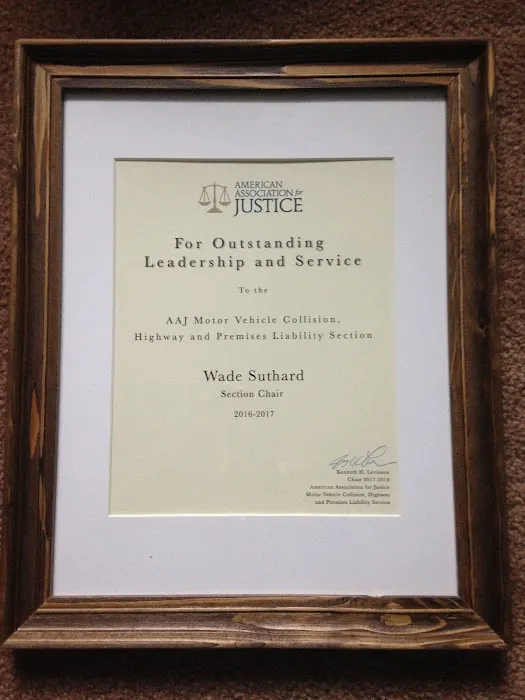 AMERICAN
ASSOCIATION for
JUSTICE
For Outstanding
Leadership and Service
To the
AAJ Motor Vehicle Collision,
Highway and Premises Liability Section
Wade Suthard
Section Chair
2016-2017
Kenneth H. Levinson
Chair 2017-2018
American Association for Justice
Motor Vehicle Collision, Highway
and Premises Liability Section